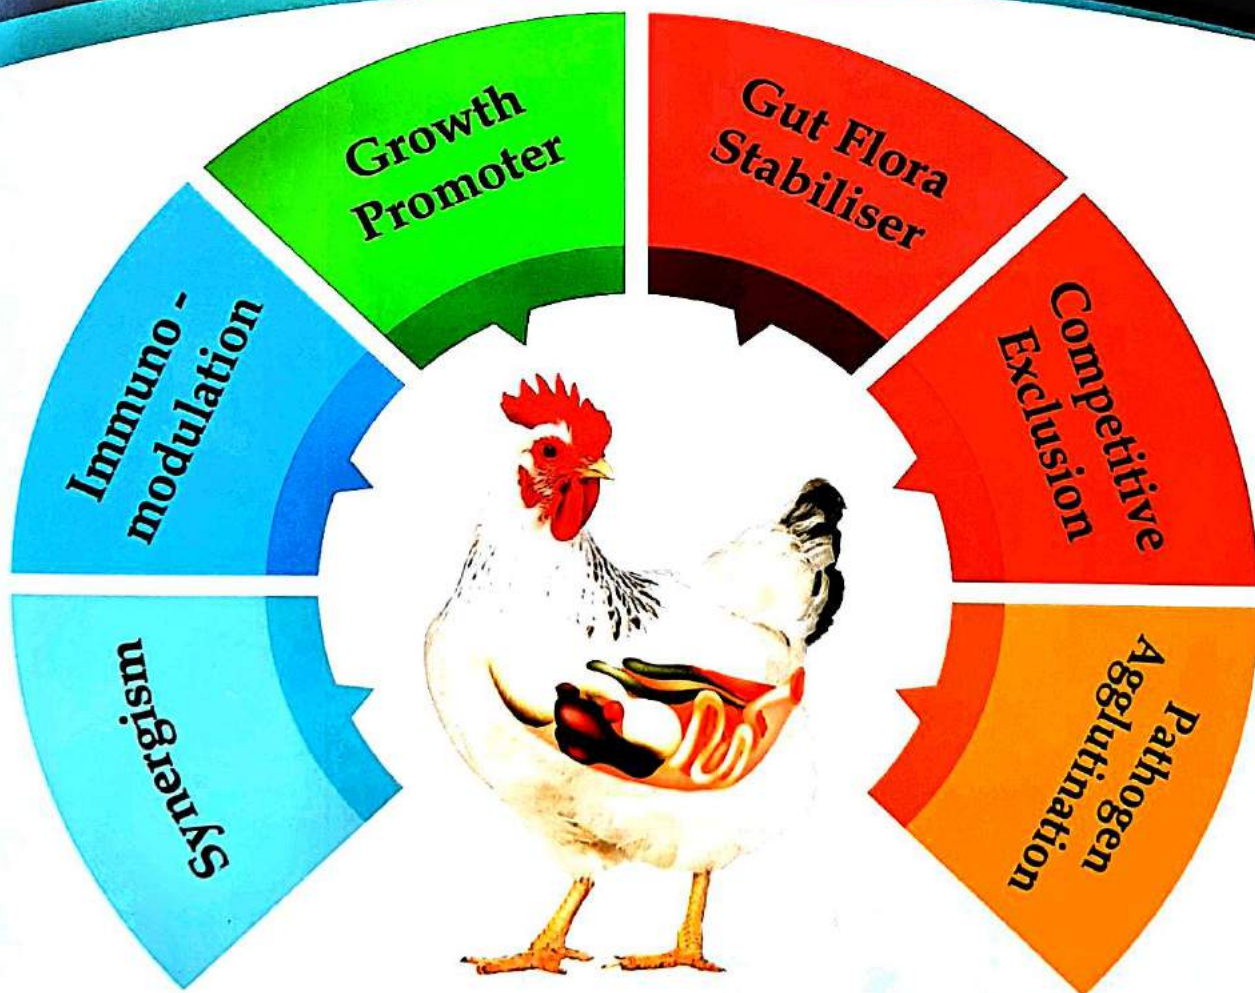 Growth
Promoter
Gut Flora
Stabiliser
Immuno -
modulation
Competitive
Exclusion
Synergism
Pathogen
Agglutination